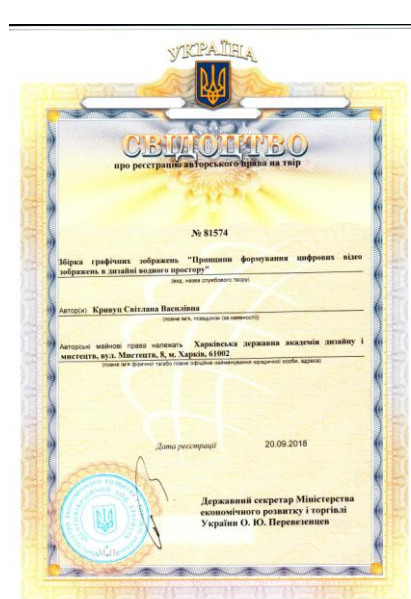 УКРАЇНА
СВІДОЦТВО
про реєстрацію авторського права на твір
№ 81574
Збірка графічних зображень "Принципи формування цифрових відео
зображень в дизайні водного простору"
(вид, назва службового твору)
Автор(и) Кривуц Світлана Василівна
(повне ім'я, псевдонім (за наявності))
Авторські майнові права належать Харківська державна академія дизайну і
мистецтв, вул. Мистецтв, 8, м. Харків, 61002
(повне ім'я фізичної та/або повне офіційне найменування юридичної особи, адреса)
Дата реєстрації 20.09.2018
Державний секретар Міністерства
економічного розвитку і торгівлі
України О. Ю. Перевезенцев
М.П.